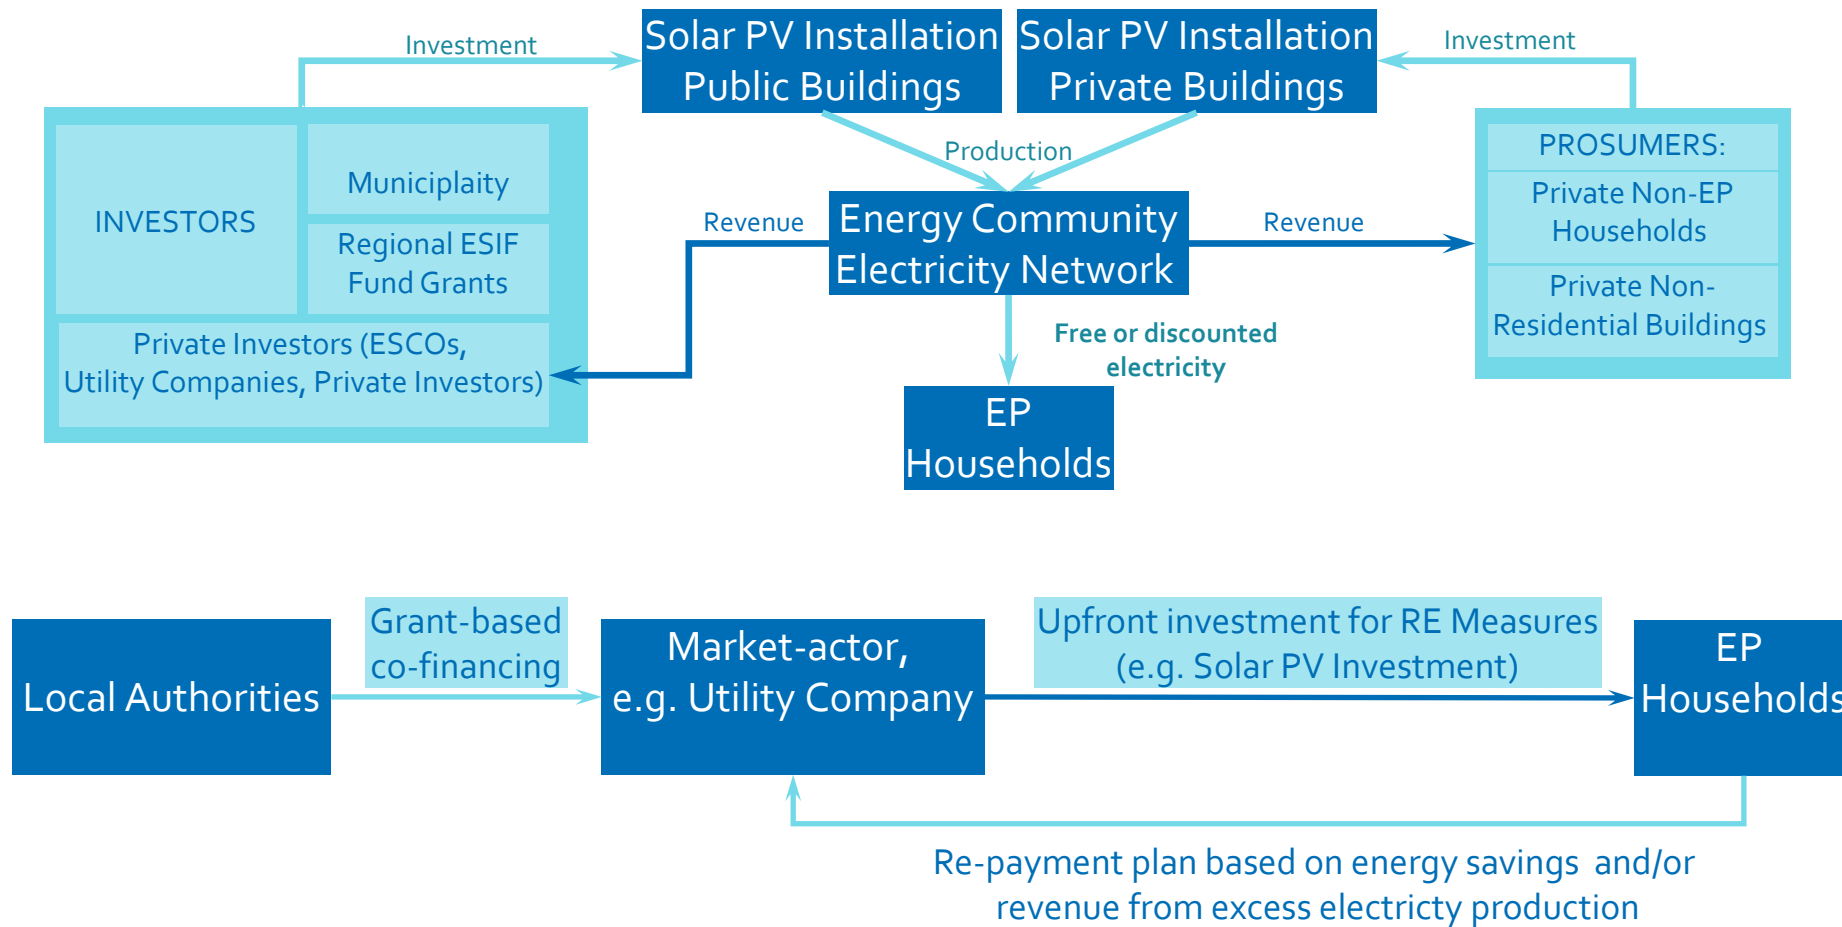 Investment
Solar PV Installation
Public Buildings
Solar PV Installation
Private Buildings
Investment
INVESTORS
Municiplaity
Regional ESIF
Fund Grants
Private Investors (ESCOs,
Utility Companies, Private Investors)
Production
Revenue
Energy Community
Electricity Network
Revenue
PROSUMERS:
Private Non-EP
Households
Private Non-
Residential Buildings
Free or discounted
electricity
EP
Households
Local Authorities
Grant-based
co-financing
Market-actor,
e.g. Utility Company
Upfront investment for RE Measures
(e.g. Solar PV Investment)
EP
Households
Re-payment plan based on energy savings and/or
revenue from excess electricty production